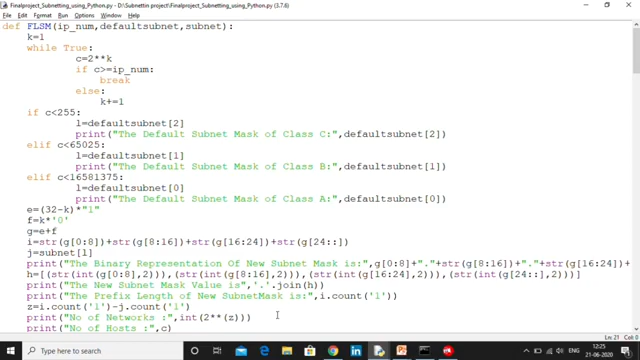 Finalproject_Subnetting_using_Python.py - D:\Subnettin project\Finalproject_Subnetting_using_Python.py (3.7.6)
File Edit Format Run Options Window Help
def FLSM(ip_num,defaultsubnet,subnet):
k=1
while True:
c=2**k
if c>=ip_num:
break
else:
k+=1
if c<255:
l=defaultsubnet[2]
print("The Default Subnet Mask of Class C:",defaultsubnet[2])
elif c<65025:
l=defaultsubnet[1]
print("The Default Subnet Mask of Class B:",defaultsubnet[1])
elif c<16581375:
l=defaultsubnet[0]
print("The Default Subnet Mask of Class A:",defaultsubnet[0])
e=(32-k)*"1"
f=k*'0'
g=e+f
i=str(g[0:8])+str(g[8:16])+str(g[16:24])+str(g[24::])
j=subnet[1]
print("The Binary Representation Of New Subnet Mask is:",g[0:8]+"."+str(g[8:16])+"."+str(g[16:24])+
h=[(str(int(g[0:8],2))),(str(int(g[8:16],2))),(str(int(g[16:24],2))),(str(int(g[24::],2)))]
print("The New Subnet Mask Value is",'.'.join(h))
print("The Prefix Length of New SubnetMask is:",i.count('1'))
z=i.count('1')-j.count('1')
print("No of Networks :",int(2**(z)))
print("No of Hosts :",c)
Ln: 21 Col: 0
Type here to search
12:25
21-06-2020